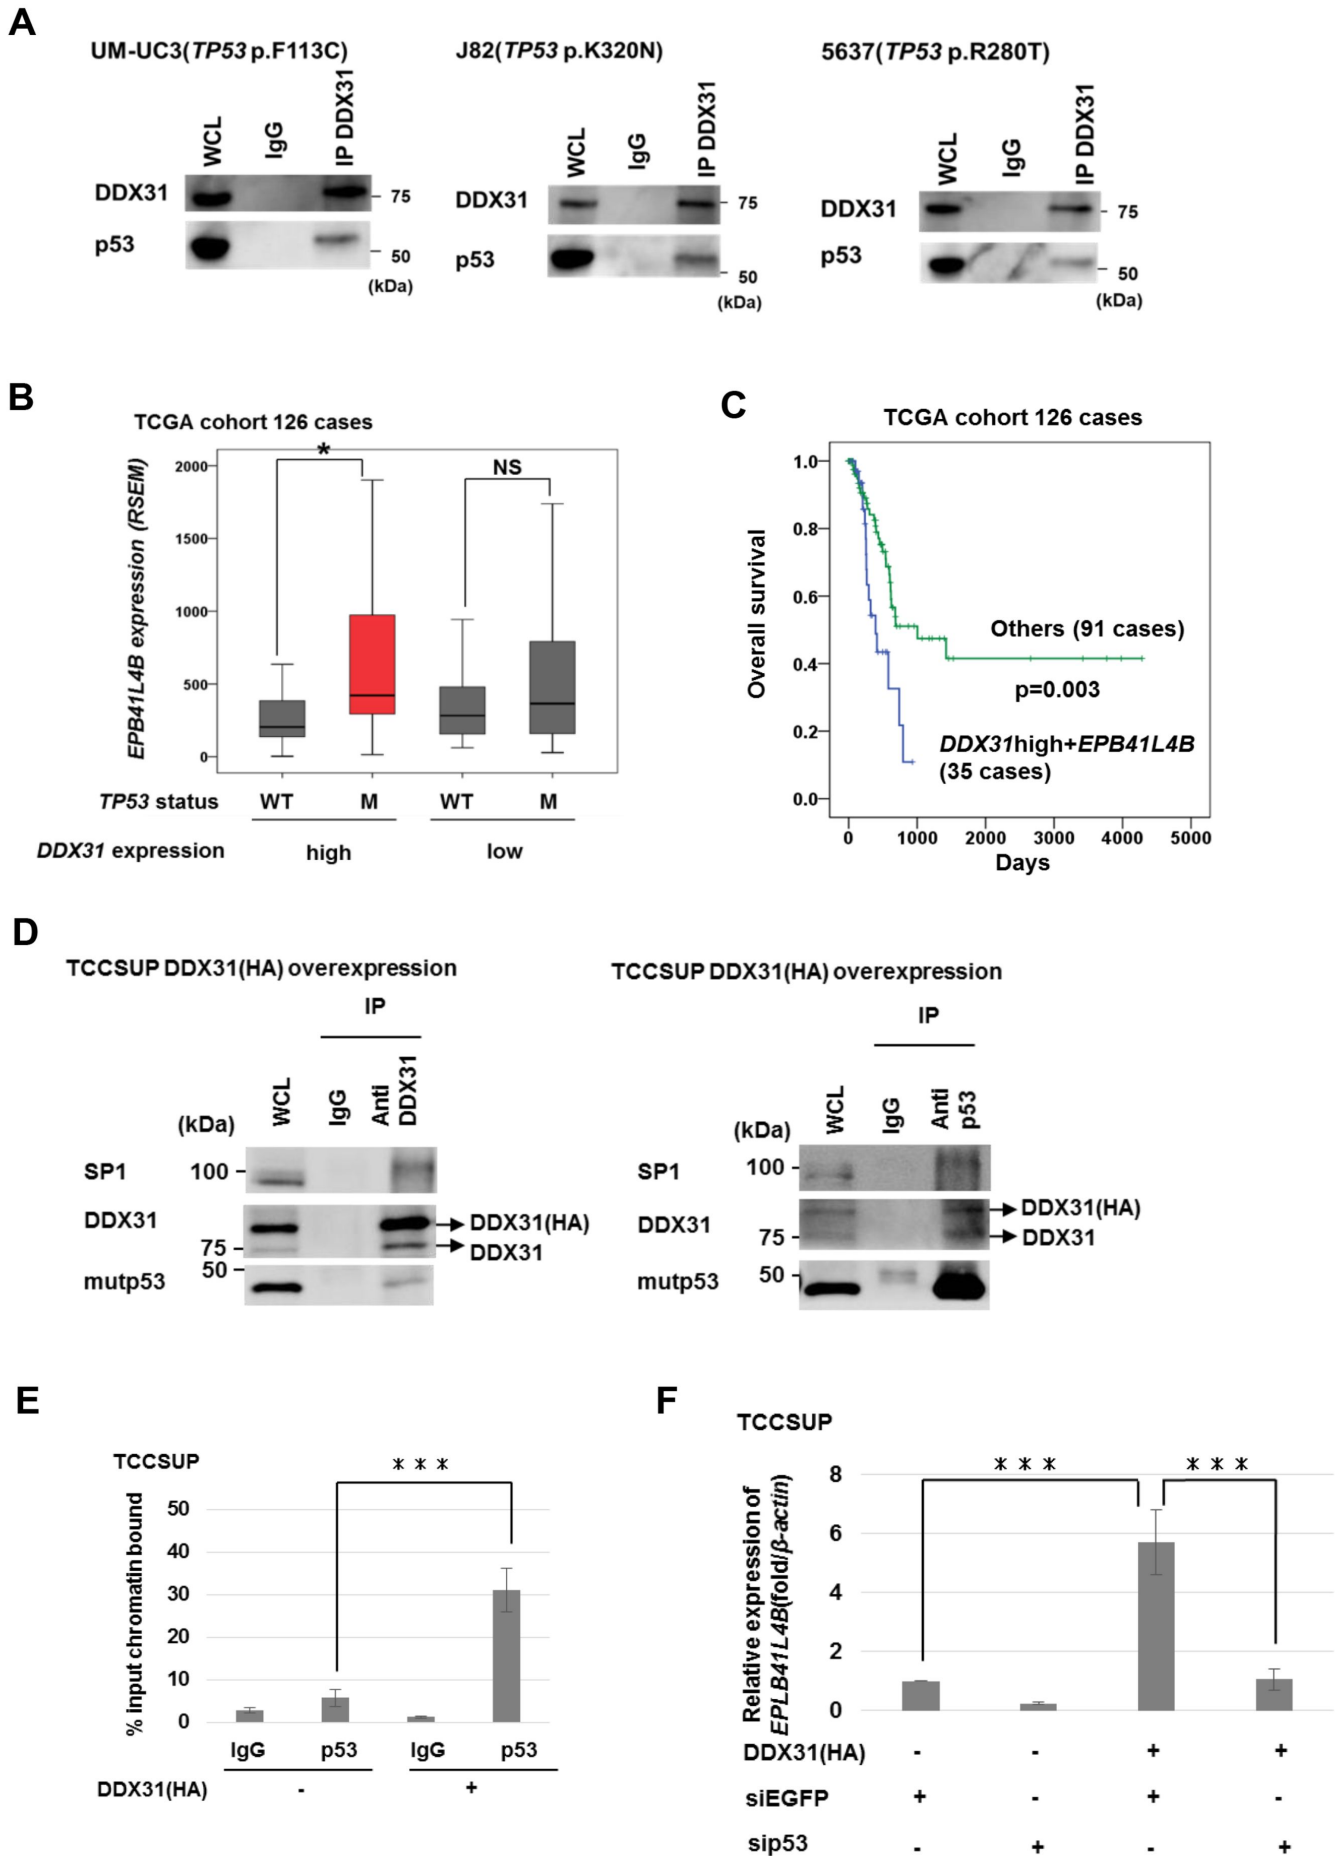 A
UM-UC3(TP53 p.F113C)
WCL
IgG
IP DDX31
DDX31
75
p53
50
(kDa)
J82(TP53 p.K320N)
WCL
IgG
IP DDX31
DDX31
75
p53
50
(kDa)
5637(TP53 p.R280T)
WCL
IgG
IP DDX31
DDX31
75
p53
50
(kDa)
B
TCGA cohort 126 cases
EPB41L4B expression (RSEM)
2000
1500
1000
500
0
*
NS
TP53 status
WT
M
WT
M
DDX31 expression
high
low
C
TCGA cohort 126 cases
Overall survival
1.0
0.8
0.6
0.4
0.2
0.0
Others (91 cases)
p=0.003
DDX31high+EPB41L4B
(35 cases)
0
1000
2000
3000
4000
5000
Days
D
TCCSUP DDX31(HA) overexpression
IP
(kDa)
WCL
IgG
Anti
DDX31
SP1
100
DDX31
DDX31(HA)
75
DDX31
50
mutp53
TCCSUP DDX31(HA) overexpression
IP
(kDa)
WCL
IgG
Anti
p53
SP1
100
DDX31
DDX31(HA)
75
DDX31
50
mutp53
E
TCCSUP
***
% input chromatin bound
50
40
30
20
10
0
IgG
p53
IgG
p53
DDX31(HA)
-
+
F
TCCSUP
***
***
Relative expression of
EPLB41L4B(fold/β-actin)
8
6
4
2
0
DDX31(HA) - - + +
siEGFP + - + -
sip53 - + - +